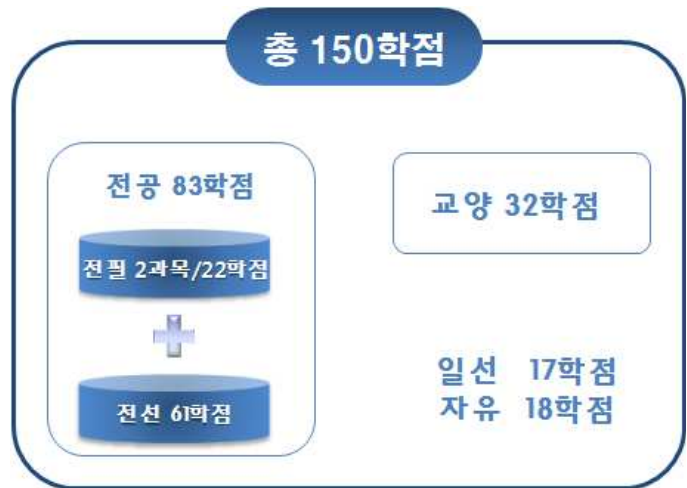 총 150학점
전공 83학점
전필 2과목/22학점
전선 61학점
교양 32학점
일선 17학점
자유 18학점